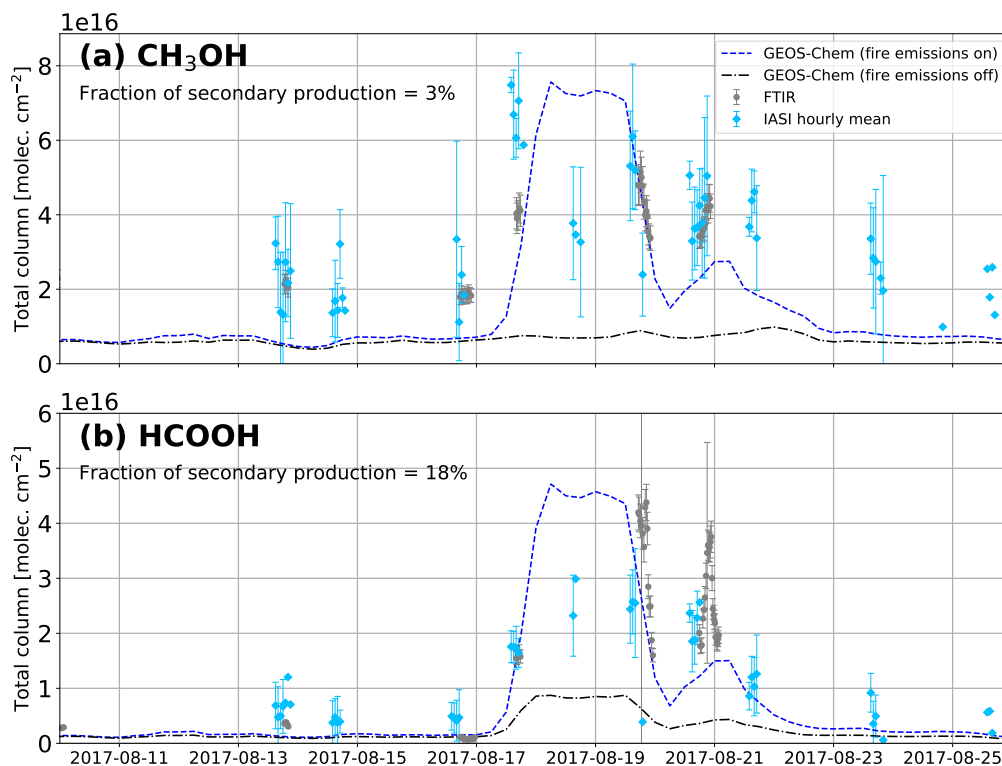 1e16
(a) CH₃OH
Fraction of secondary production = 3%
GEOS-Chem (fire emissions on)
GEOS-Chem (fire emissions off)
FTIR
IASI hourly mean
Total column [molec. cm⁻²]
8
6
4
2
0
1e16
(b) HCOOH
Fraction of secondary production = 18%
Total column [molec. cm⁻²]
6
5
4
3
2
1
0
2017-08-11 2017-08-13 2017-08-15 2017-08-17 2017-08-19 2017-08-21 2017-08-23 2017-08-25